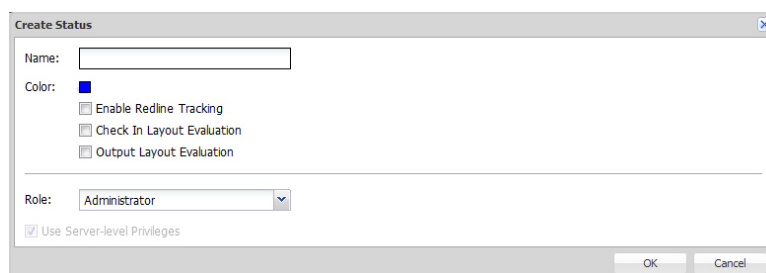 Create Status
Name:
Color:
Enable Redline Tracking
Check In Layout Evaluation
Output Layout Evaluation
Role: Administrator
Use Server-level Privileges
OK Cancel